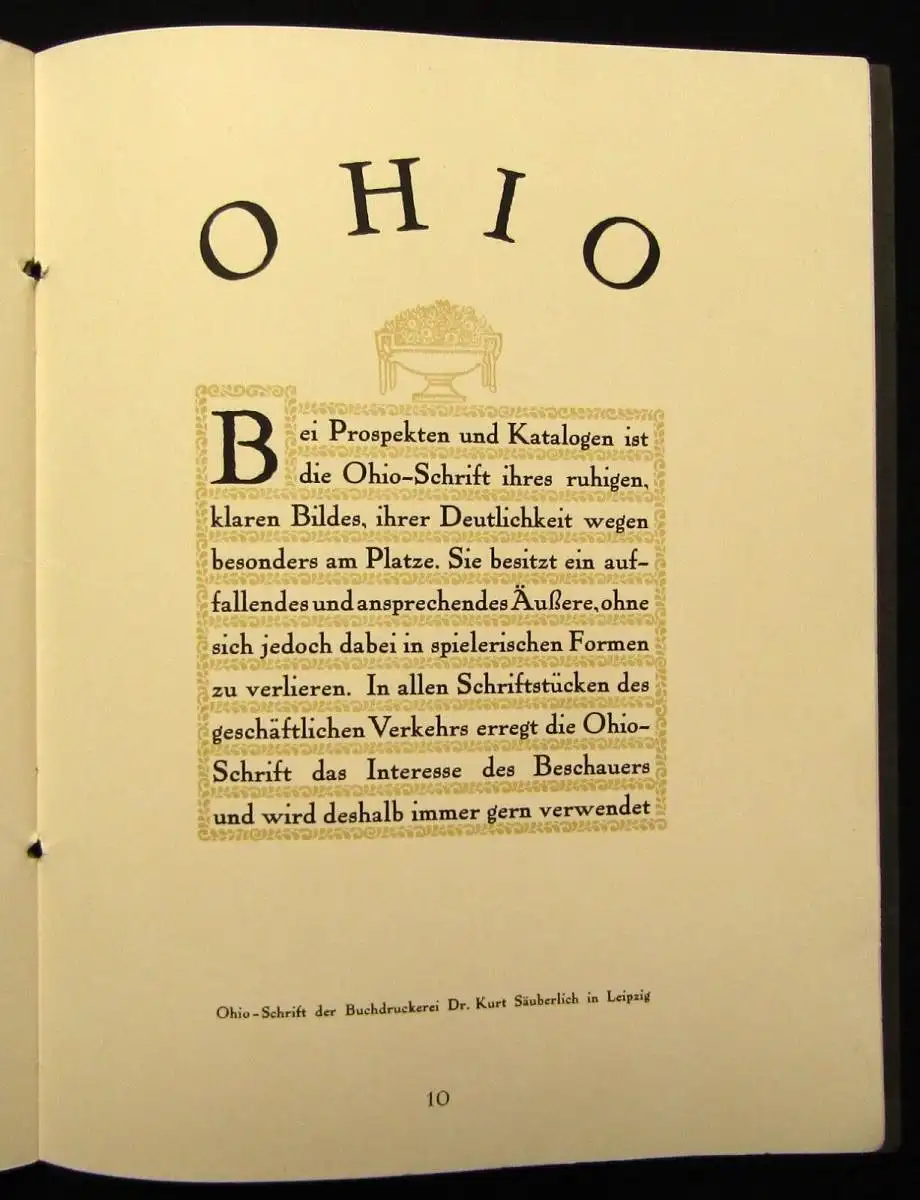 OHIO
Bei Prospekten und Katalogen ist
die Ohio-Schrift ihres ruhigen,
klaren Bildes, ihrer Deutlichkeit wegen
besonders am Platze. Sie besitzt ein auf-
fallendes und ansprechendes Äußere, ohne
sich jedoch dabei in spielerischen Formen
zu verlieren. In allen Schriftstücken des
geschäftlichen Verkehrs erregt die Ohio-
Schrift das Interesse des Beschauers
und wird deshalb immer gern verwendet
Ohio-Schrift der Buchdruckerei Dr. Kurt Säuberlich in Leipzig
10